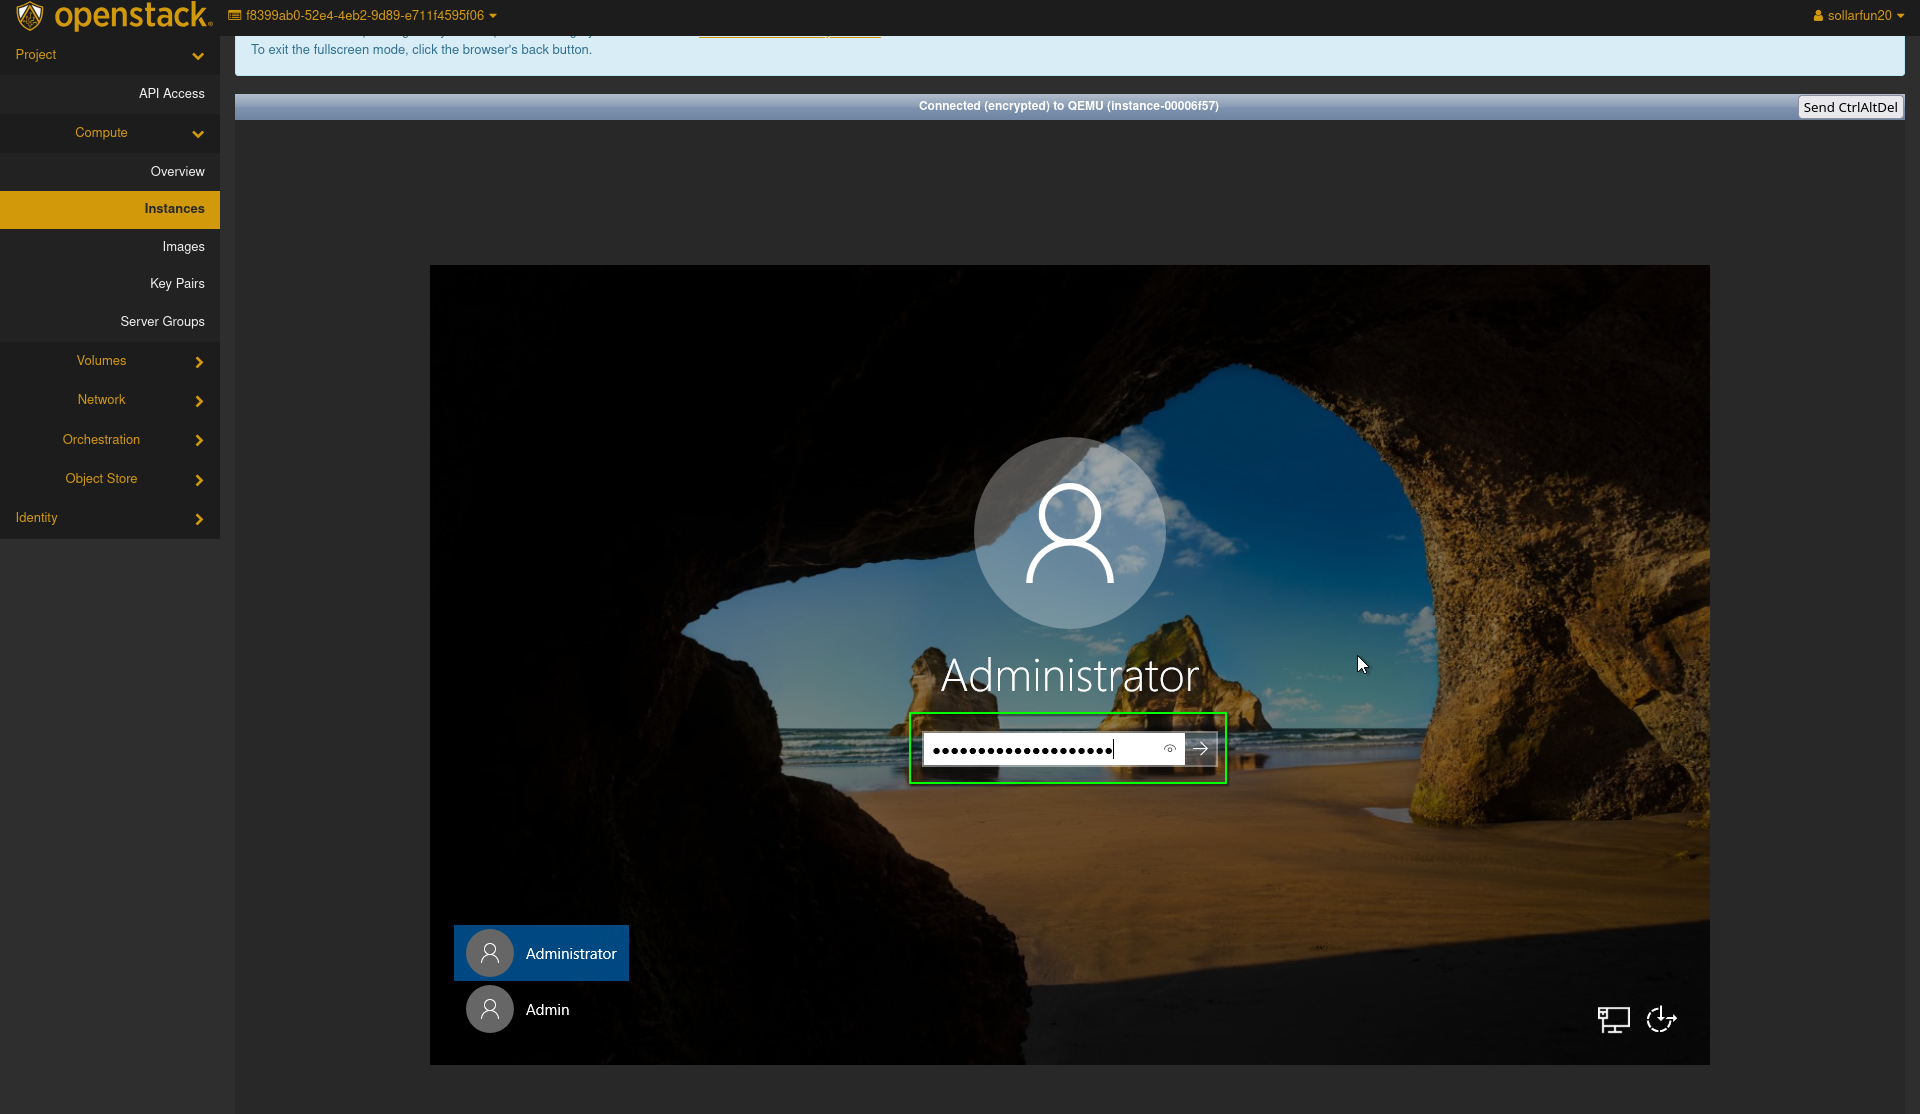 openstack.
f8399ab0-52e4-4eb2-9d89-e711f4595f06
sollarfun20
Project
API Access
Compute
Overview
Instances
Images
Key Pairs
Server Groups
Volumes
Network
Orchestration
Object Store
Identity
To exit the fullscreen mode, click the browser's back button.
Connected (encrypted) to QEMU (instance-00006f57)
Send CtrlAltDel
Administrator
Administrator
Admin